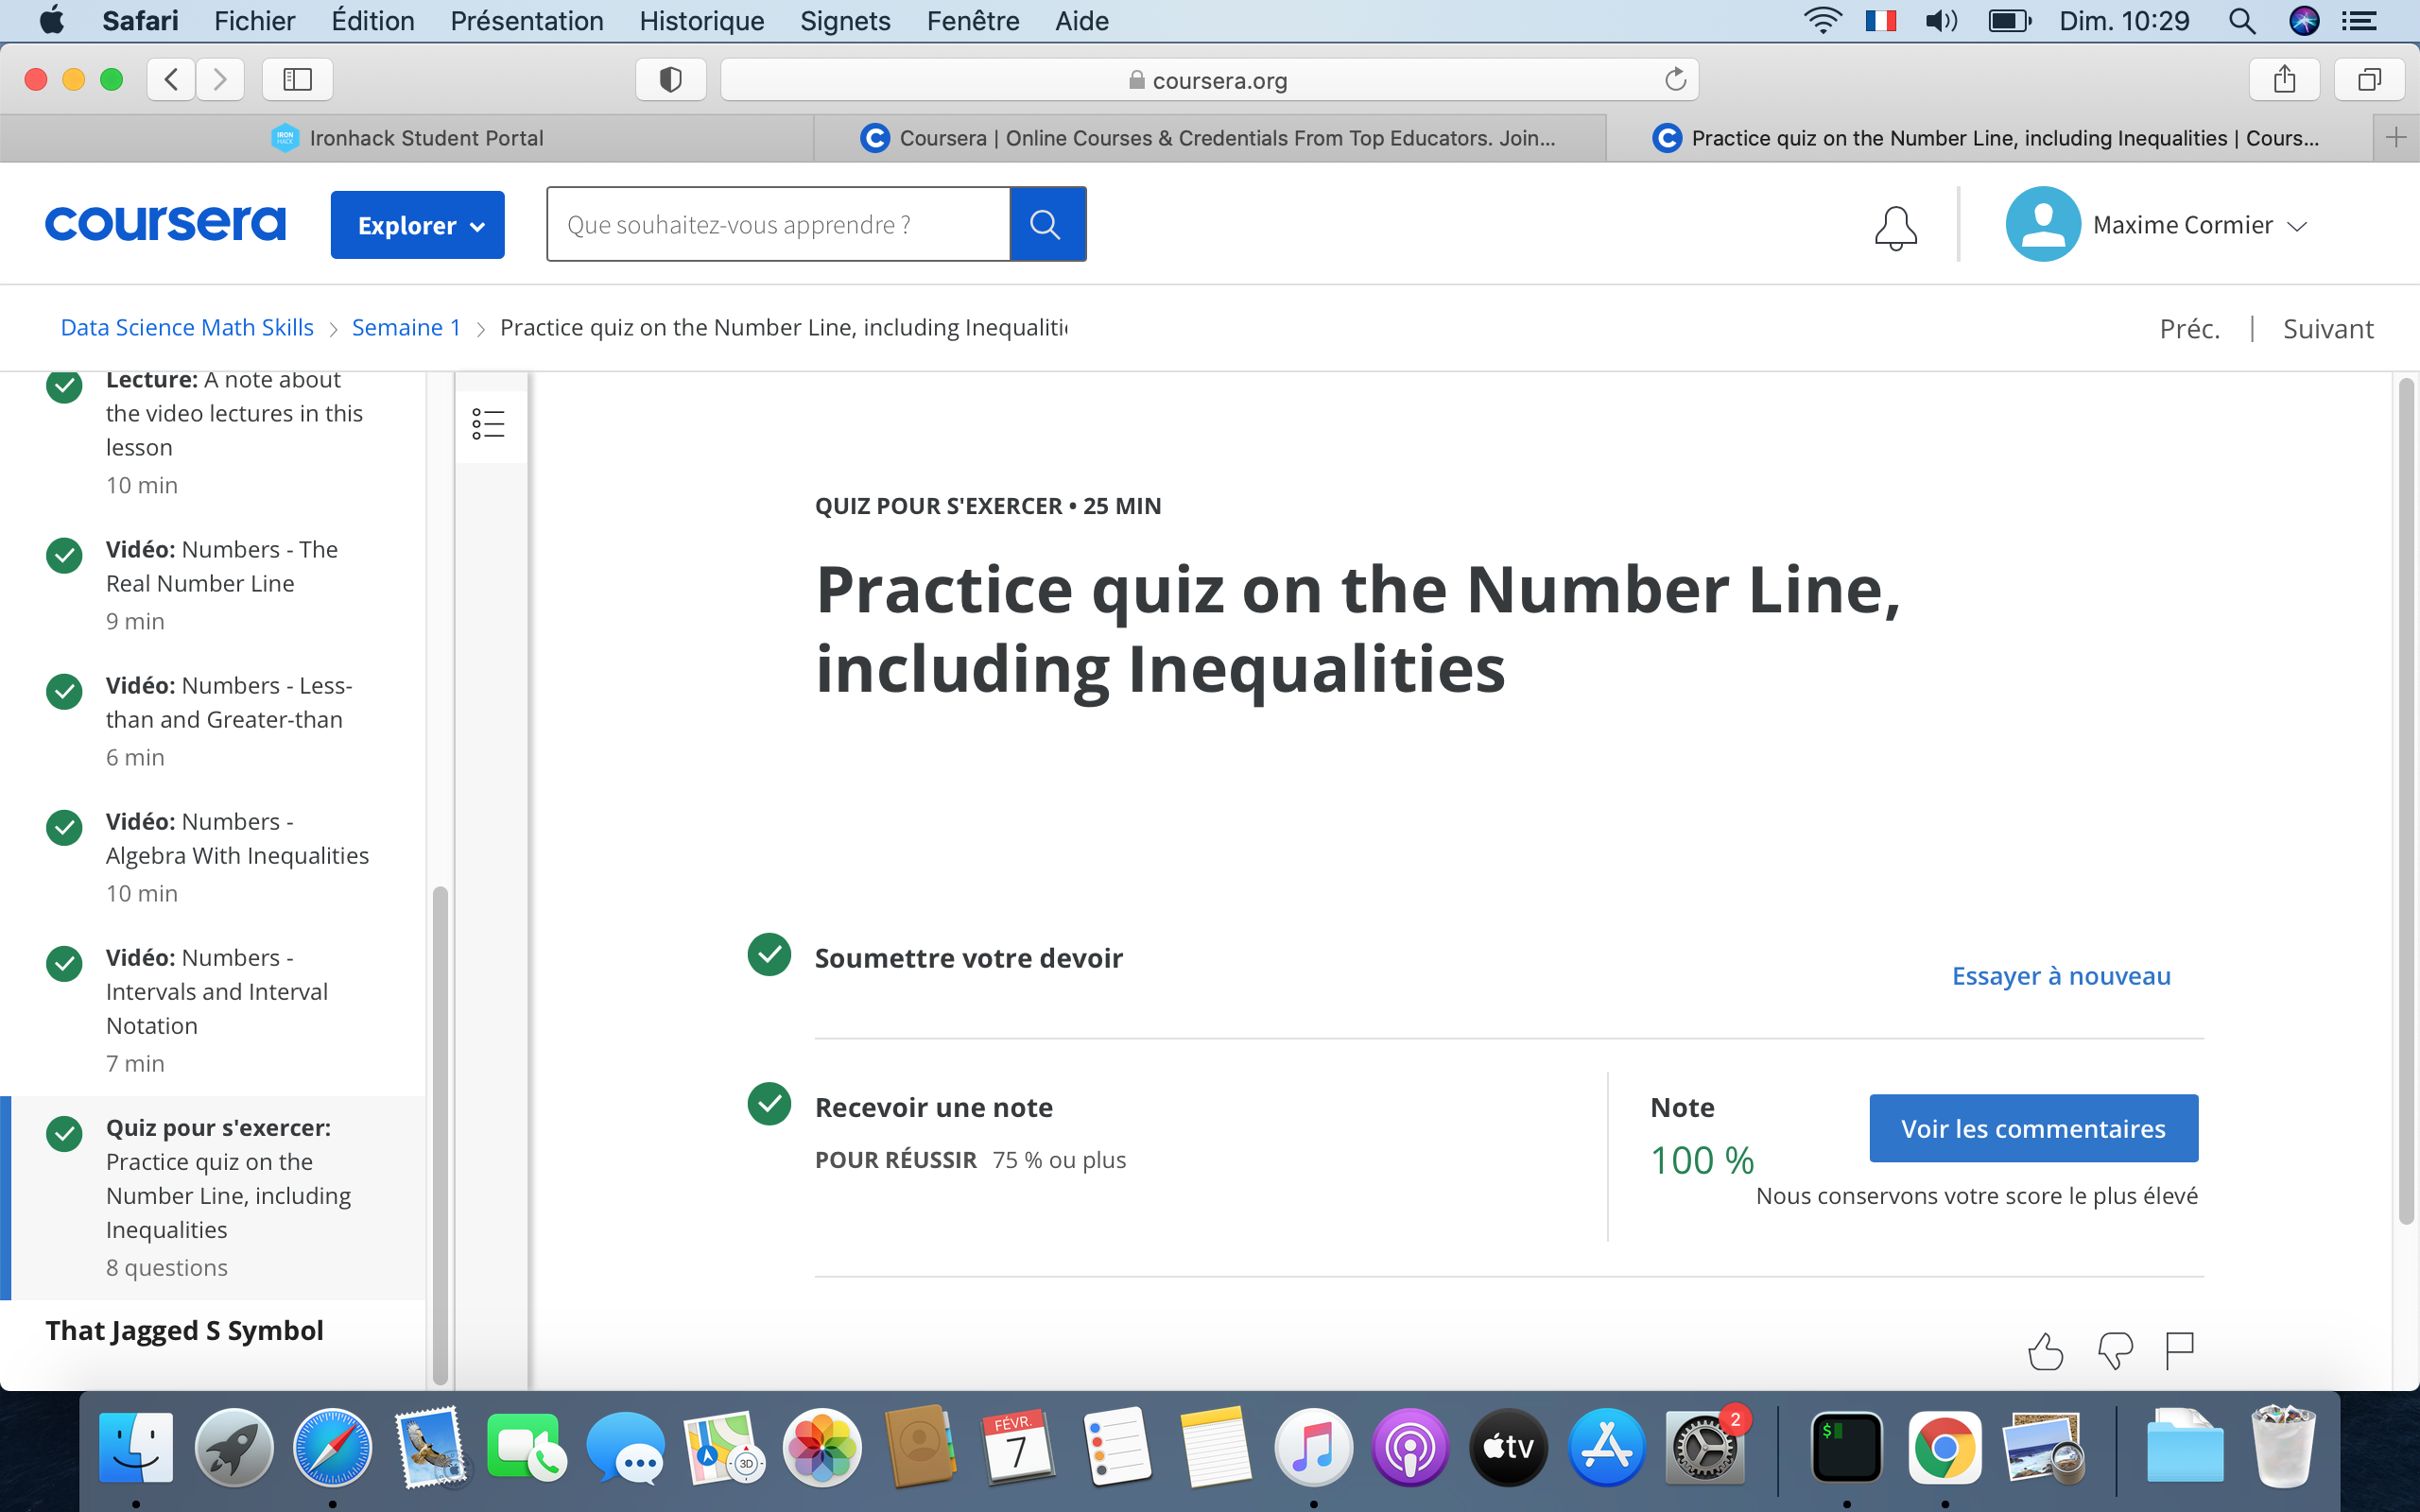 Safari Fichier Édition Présentation Historique Signets Fenêtre Aide Dim. 10:29
coursera.org
IRON HACK Ironhack Student Portal
Coursera | Online Courses & Credentials From Top Educators. Join...
Practice quiz on the Number Line, including Inequalities | Cours...
coursera Explorer Que souhaitez-vous apprendre ? Maxime Cormier
Data Science Math Skills > Semaine 1 > Practice quiz on the Number Line, including Inequaliti
Préc. | Suivant
Lecture: A note about
the video lectures in this
lesson
10 min
Vidéo: Numbers - The
Real Number Line
9 min
Vidéo: Numbers - Less-
than and Greater-than
6 min
Vidéo: Numbers -
Algebra With Inequalities
10 min
Vidéo: Numbers -
Intervals and Interval
Notation
7 min
Quiz pour s'exercer:
Practice quiz on the
Number Line, including
Inequalities
8 questions
That Jagged S Symbol
QUIZ POUR S'EXERCER • 25 MIN
Practice quiz on the Number Line,
including Inequalities
Soumettre votre devoir
Essayer à nouveau
Recevoir une note
POUR RÉUSSIR 75 % ou plus
Note
100 %
Voir les commentaires
Nous conservons votre score le plus élevé
FÉVR.
7
3D
tv
2
$